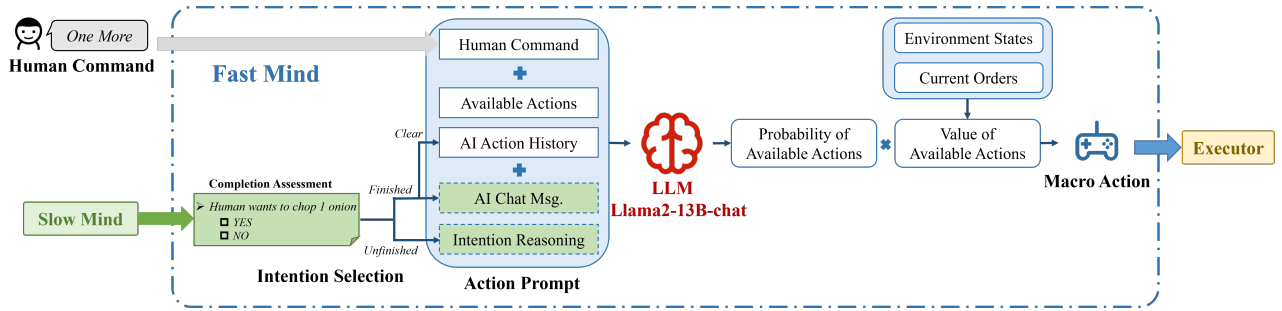 One More
Human Command
Fast Mind
Human Command
Available Actions
AI Action History
AI Chat Msg.
Intention Reasoning
Action Prompt
Clear
Finished
Unfinished
Slow Mind
Completion Assessment
Human wants to chop 1 onion
YES
NO
Intention Selection
LLM
Llama2-13B-chat
Probability of
Available Actions
Environment States
Current Orders
Value of
Available Actions
Macro Action
Executor